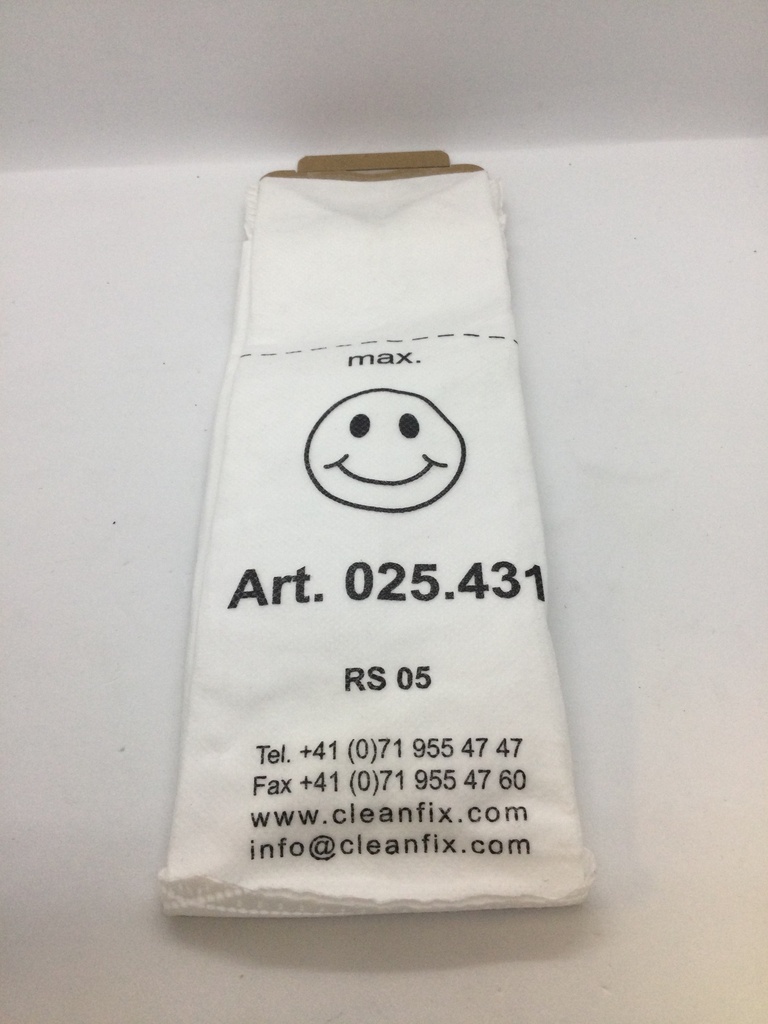 max.
Art. 025.431
RS 05
Tel. +41 (0)71 955 47 47
Fax +41 (0)71 955 47 60
www.cleanfix.com
info@cleanfix.com